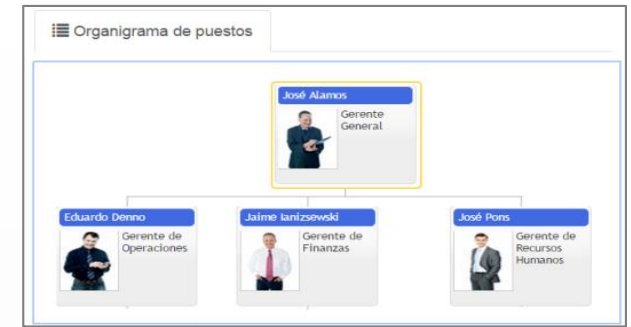 Organigrama de puestos
José Alamos
Gerente
General
Eduardo Denno
Gerente de
Operaciones
Jaime Ianizsewski
Gerente de
Finanzas
José Pons
Gerente de
Recursos
Humanos